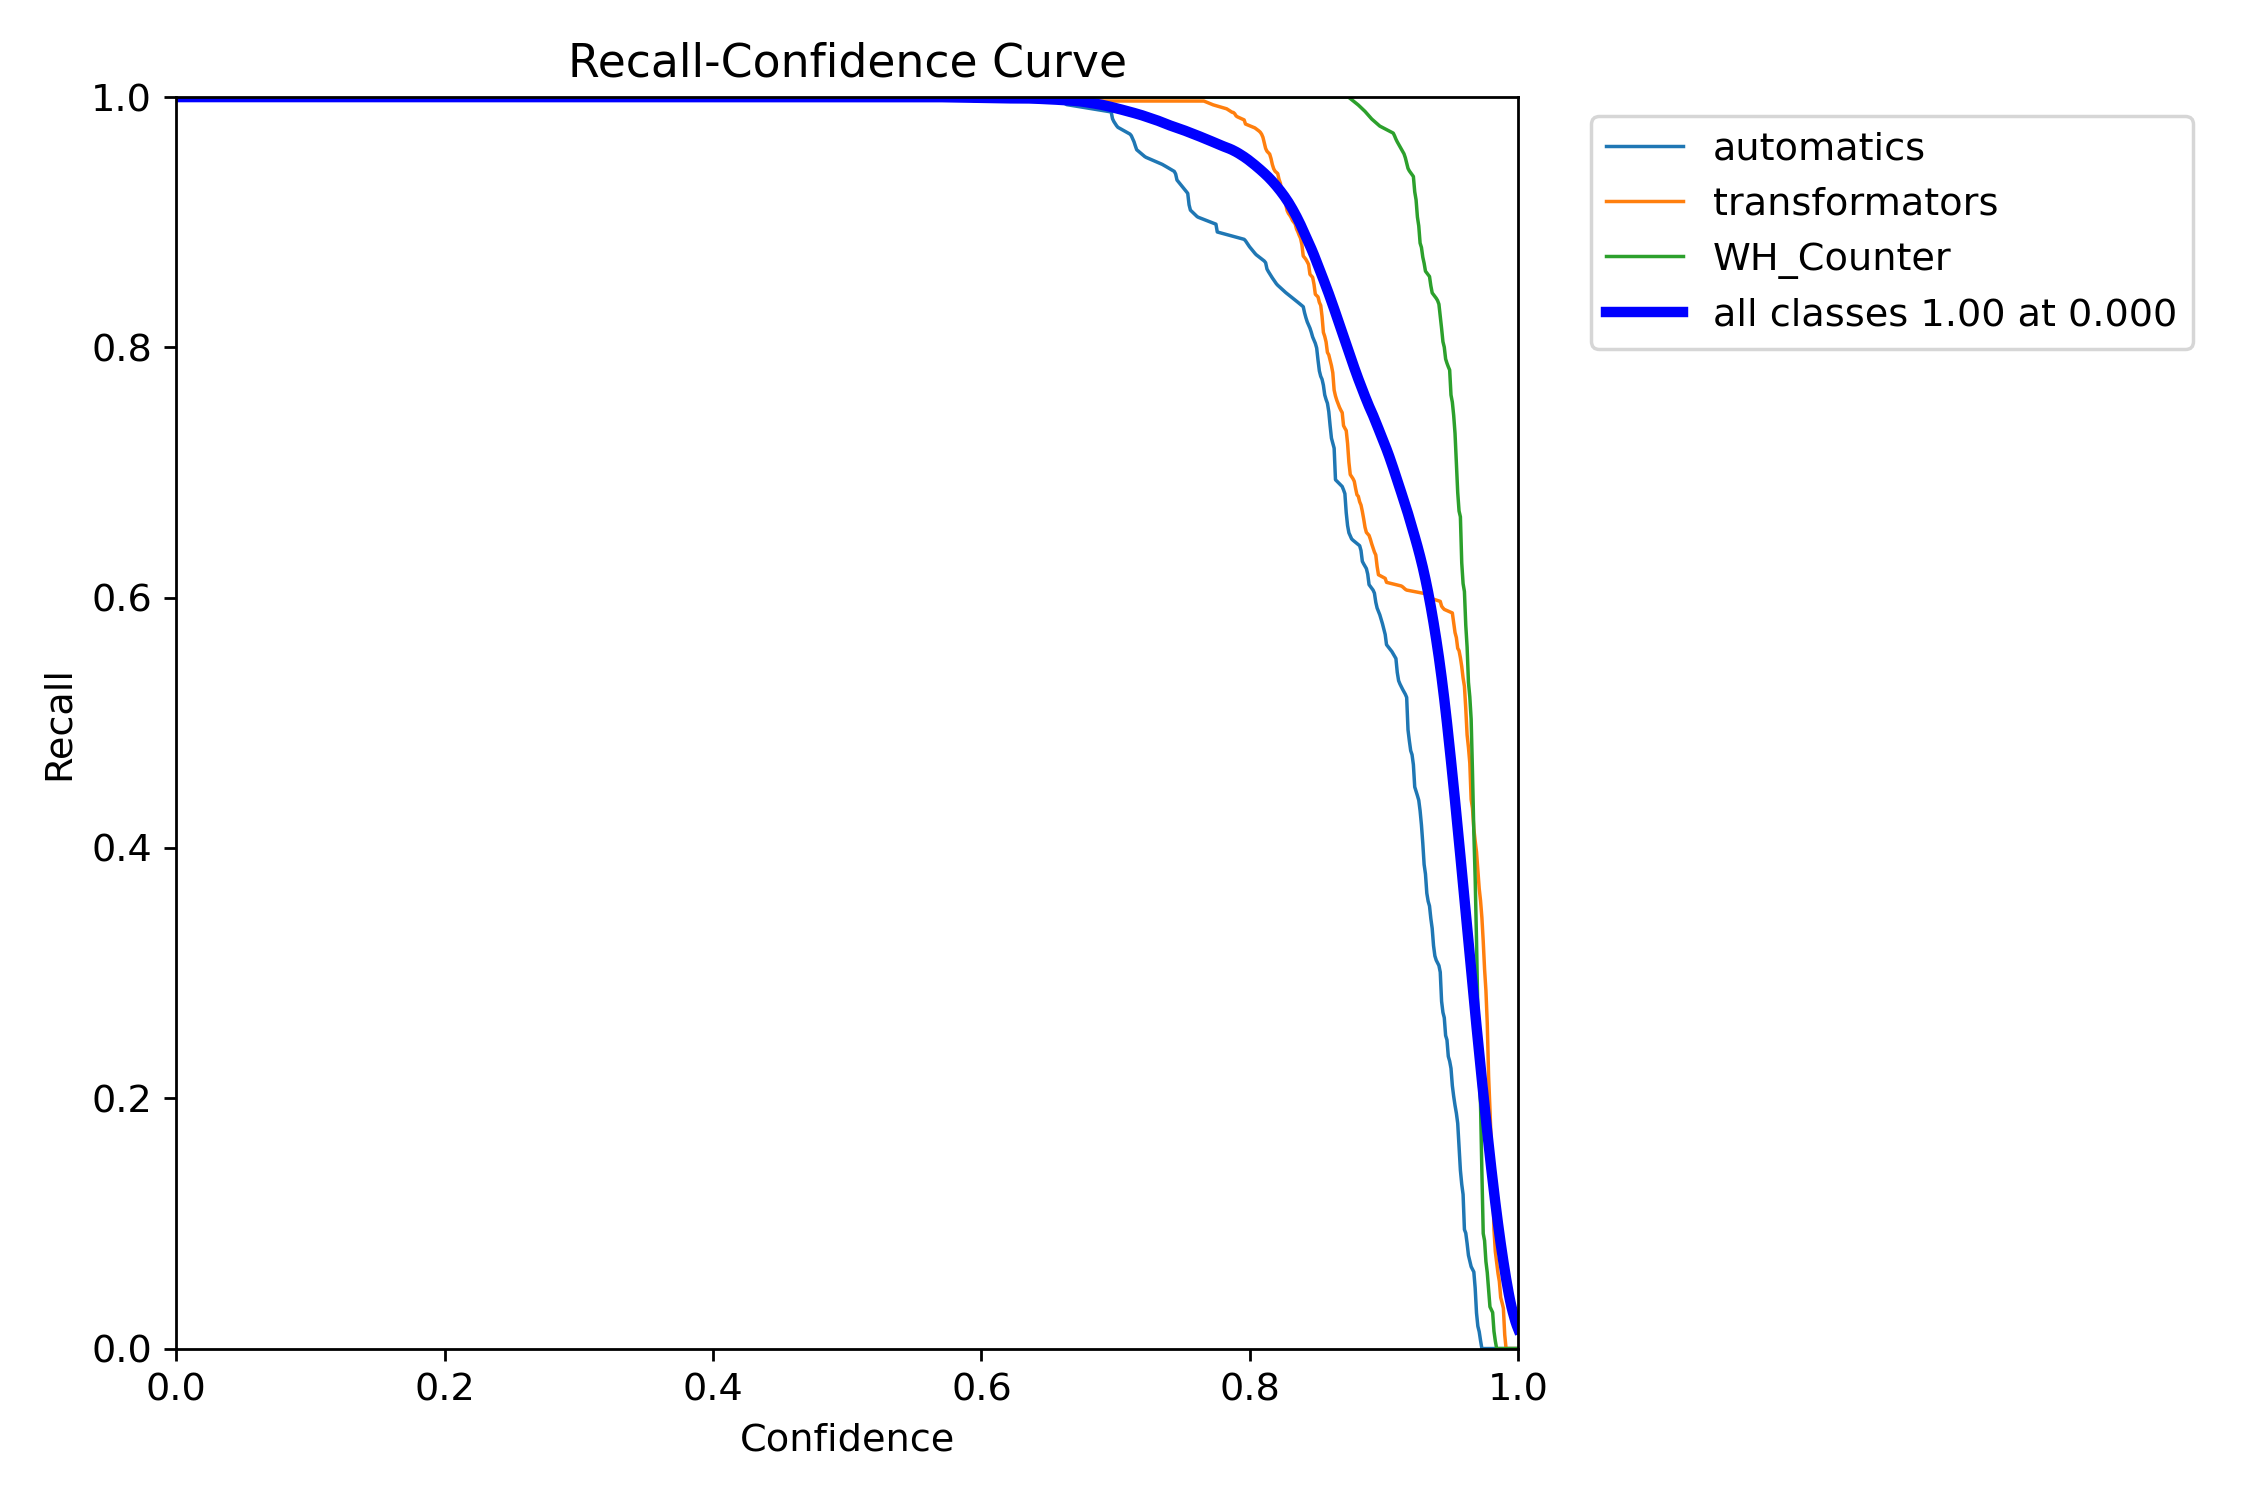 Recall-Confidence Curve
1.0
0.8
0.6
0.4
0.2
0.0
Recall
0.0 0.2 0.4 0.6 0.8 1.0
Confidence
automatics
transformators
WH_Counter
all classes 1.00 at 0.000